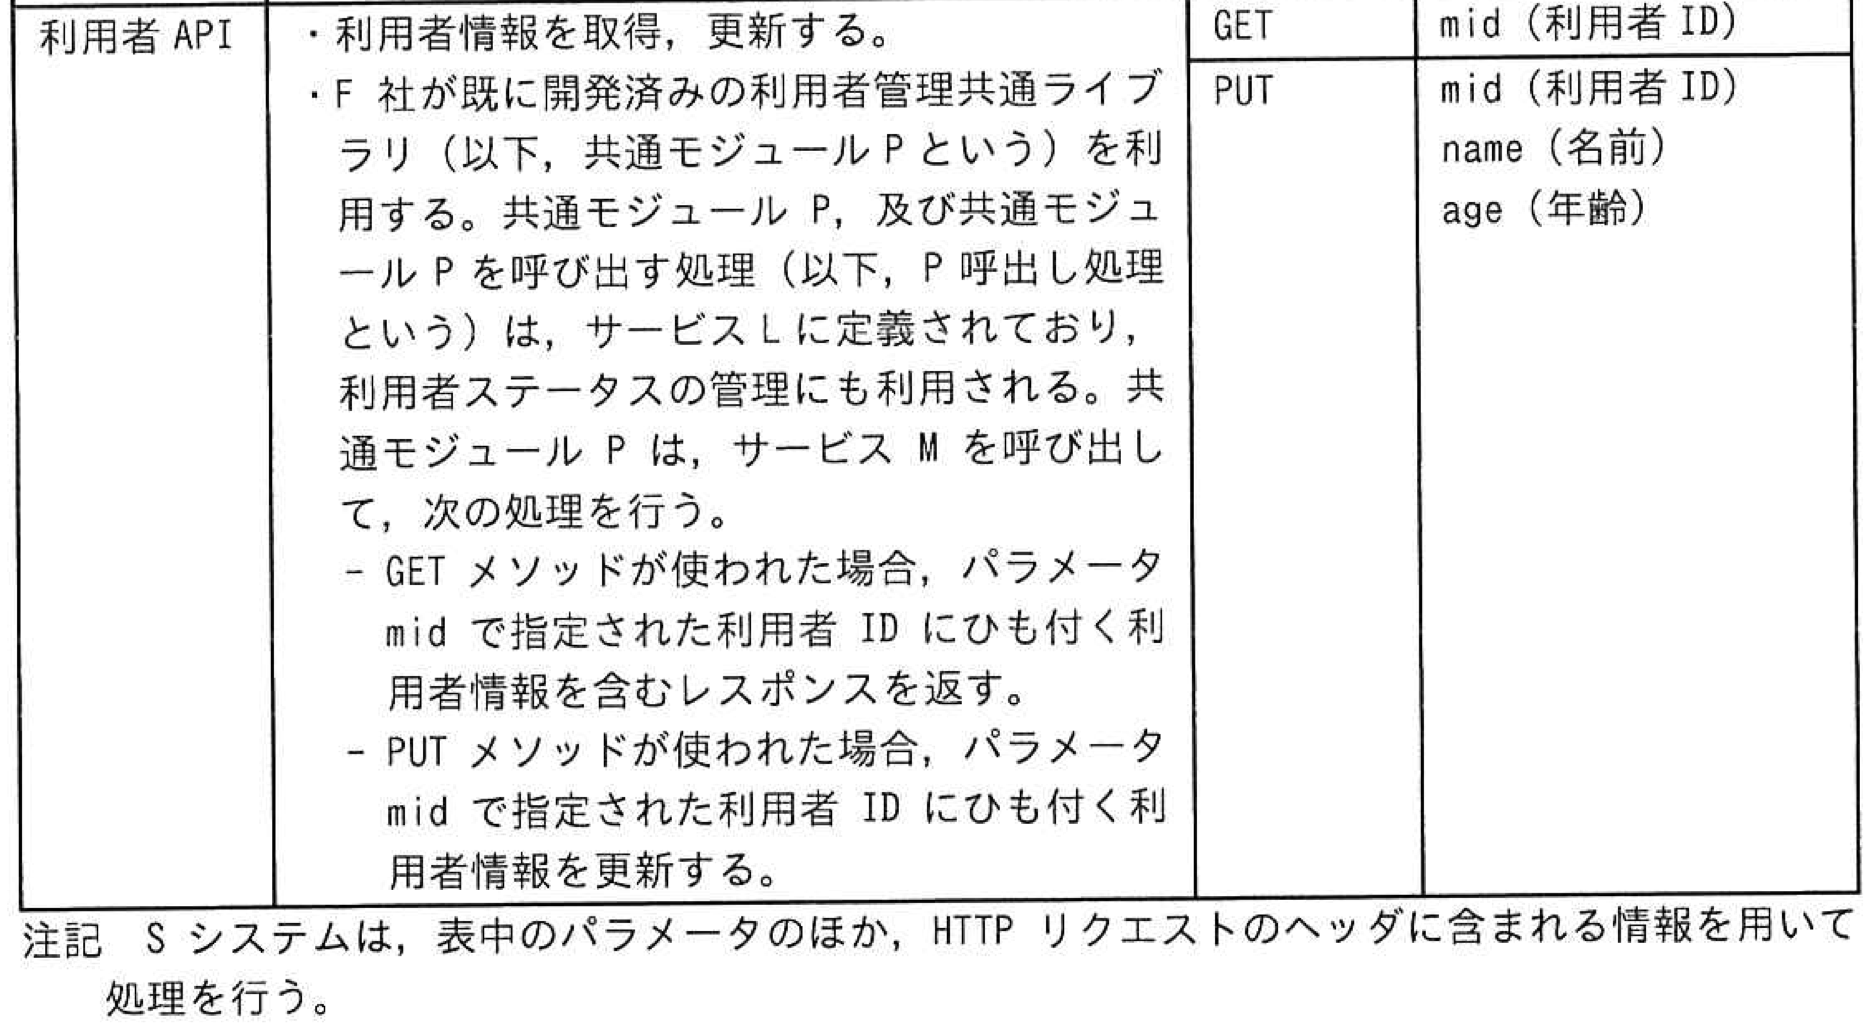 利用者 API
・利用者情報を取得，更新する。
・F 社が既に開発済みの利用者管理共通ライブ
ラリ（以下，共通モジュール P という）を利
用する。共通モジュール P，及び共通モジュ
ール P を呼び出す処理（以下，P 呼出し処理
という）は，サービス L に定義されており，
利用者ステータスの管理にも利用される。共
通モジュール P は，サービス M を呼び出し
て，次の処理を行う。
- GET メソッドが使われた場合，パラメータ
mid で指定された利用者 ID にひも付く利
用者情報を含むレスポンスを返す。
- PUT メソッドが使われた場合，パラメータ
mid で指定された利用者 ID にひも付く利
用者情報を更新する。
GET
mid（利用者 ID）
PUT
mid（利用者 ID）
name（名前）
age（年齢）
注記　S システムは，表中のパラメータのほか，HTTP リクエストのヘッダに含まれる情報を用いて
処理を行う。